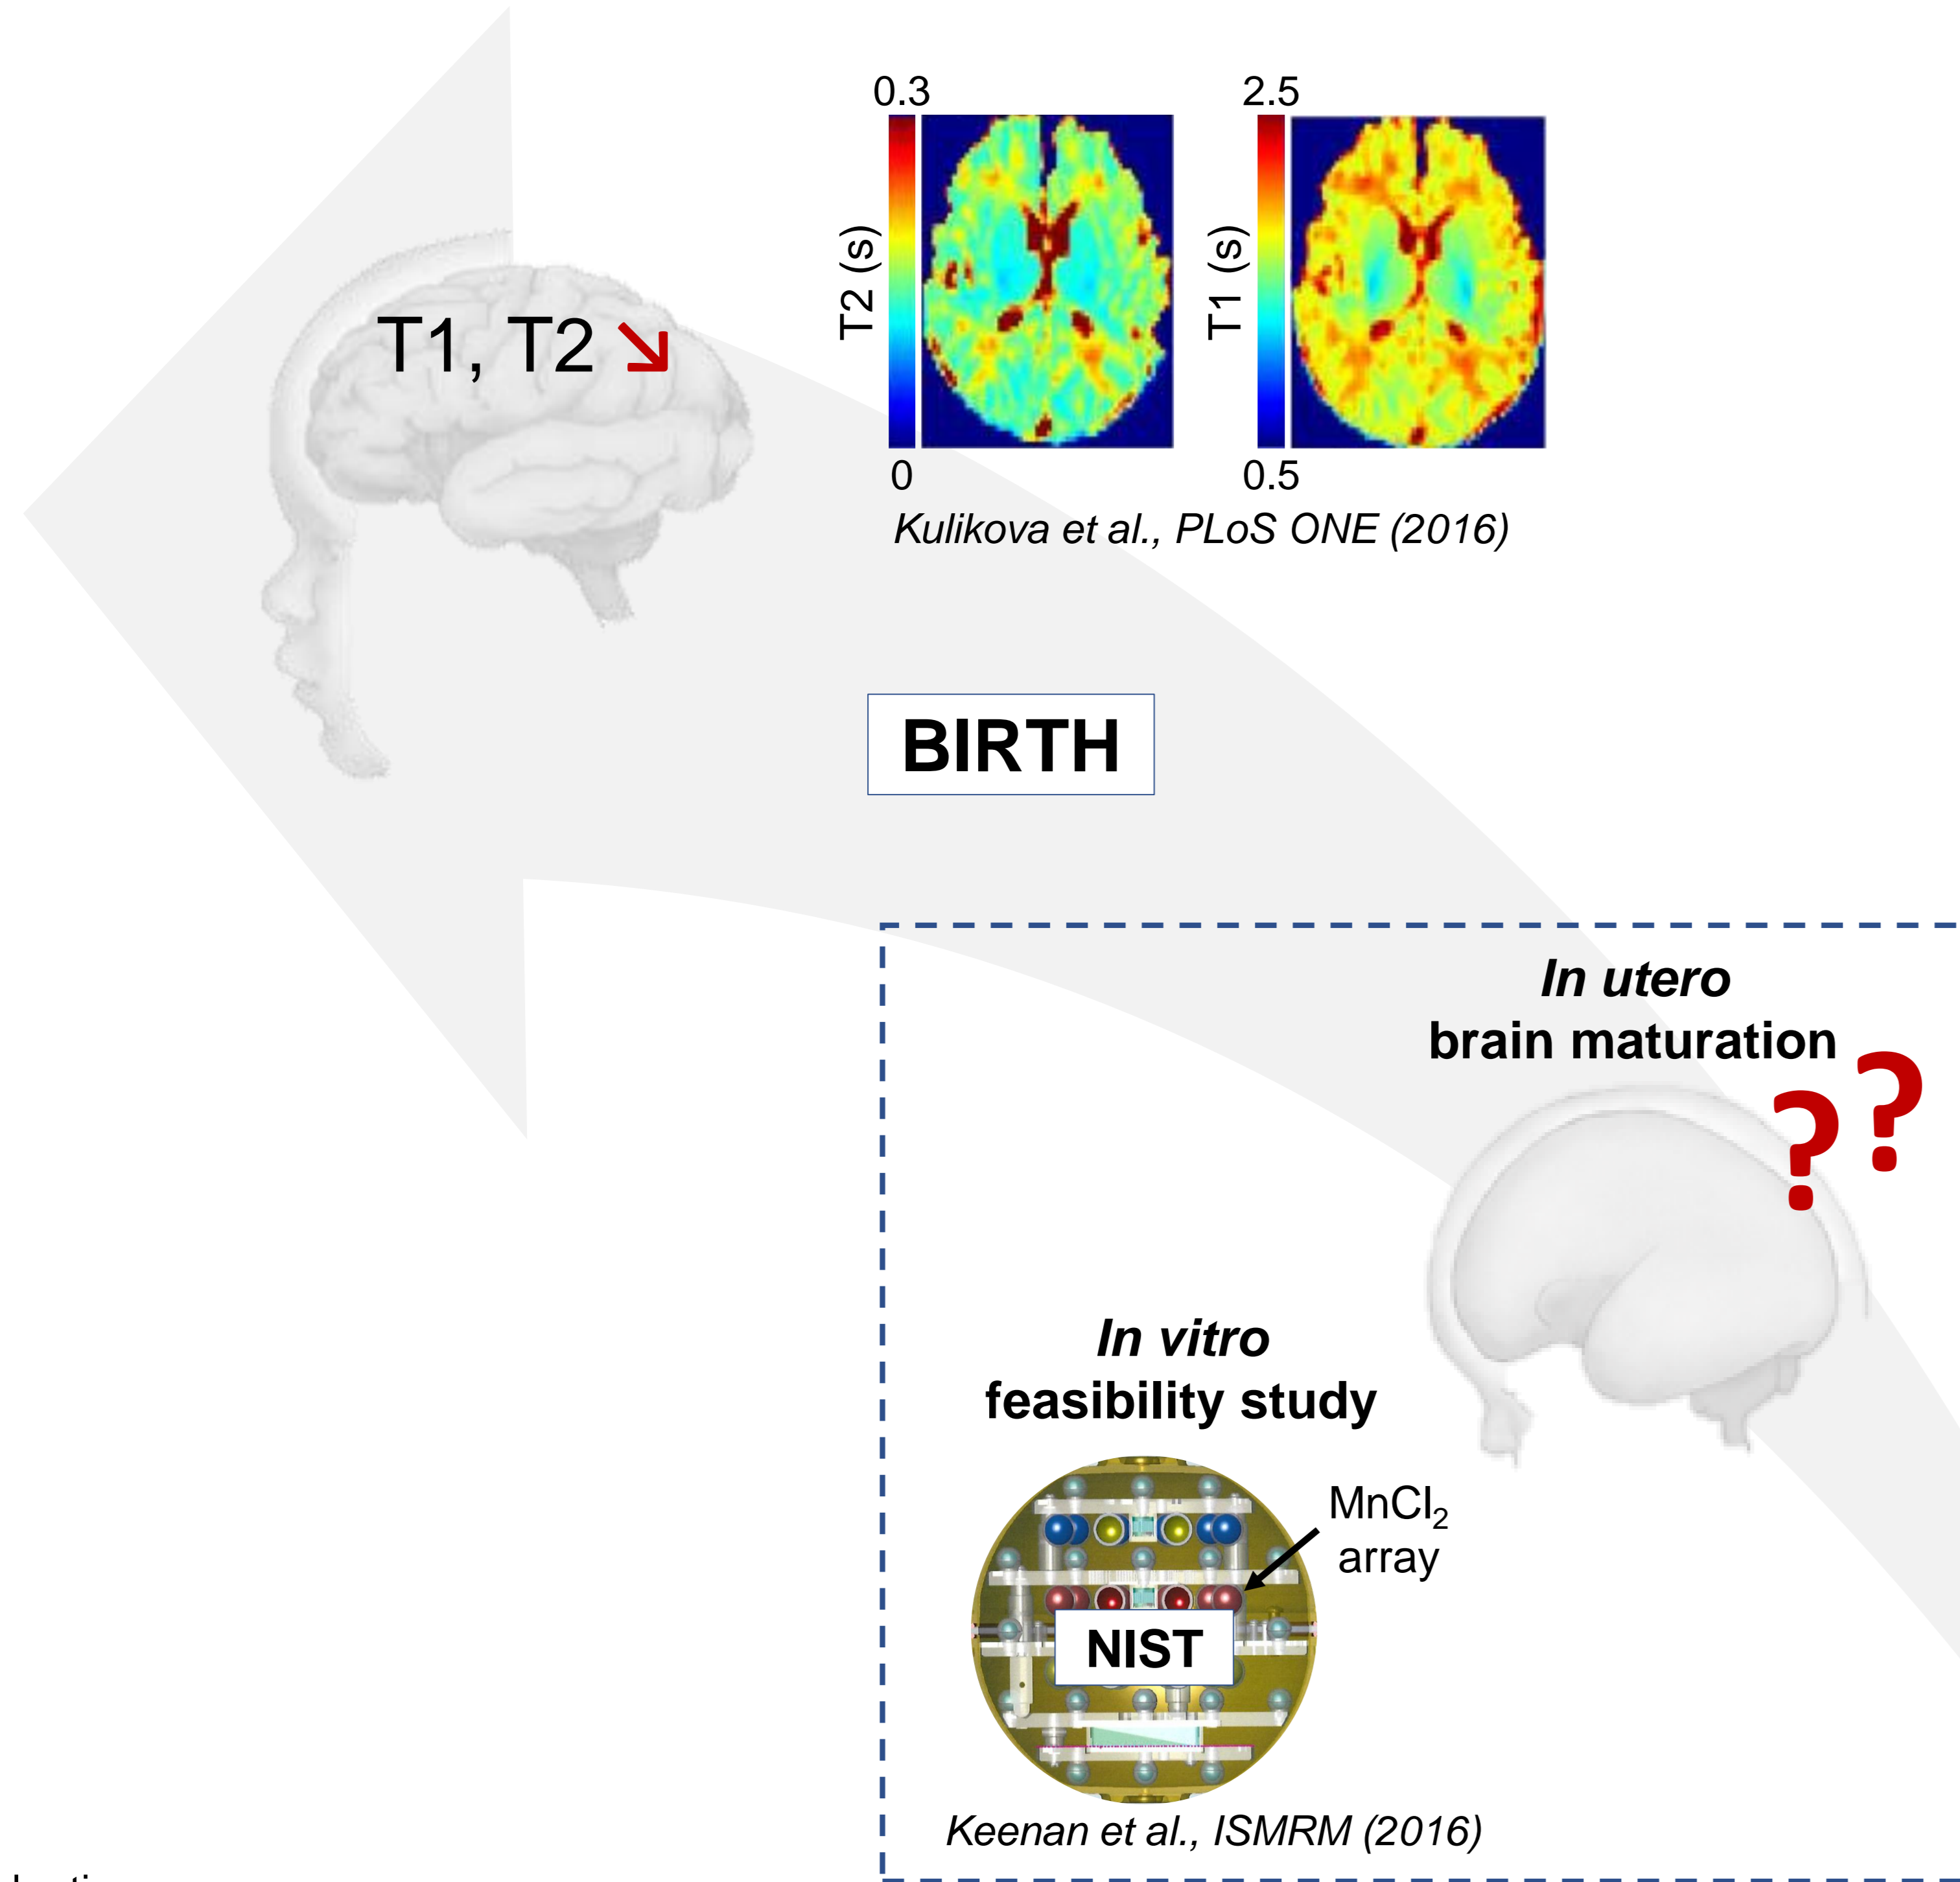 0.3
2.5
T2 (s)
T1 (s)
T1, T2 ↘
0
0.5
Kulikova et al., PLoS ONE (2016)
BIRTH
In utero
brain maturation
? ?
In vitro
feasibility study
MnCl₂
array
NIST
Keenan et al., ISMRM (2016)